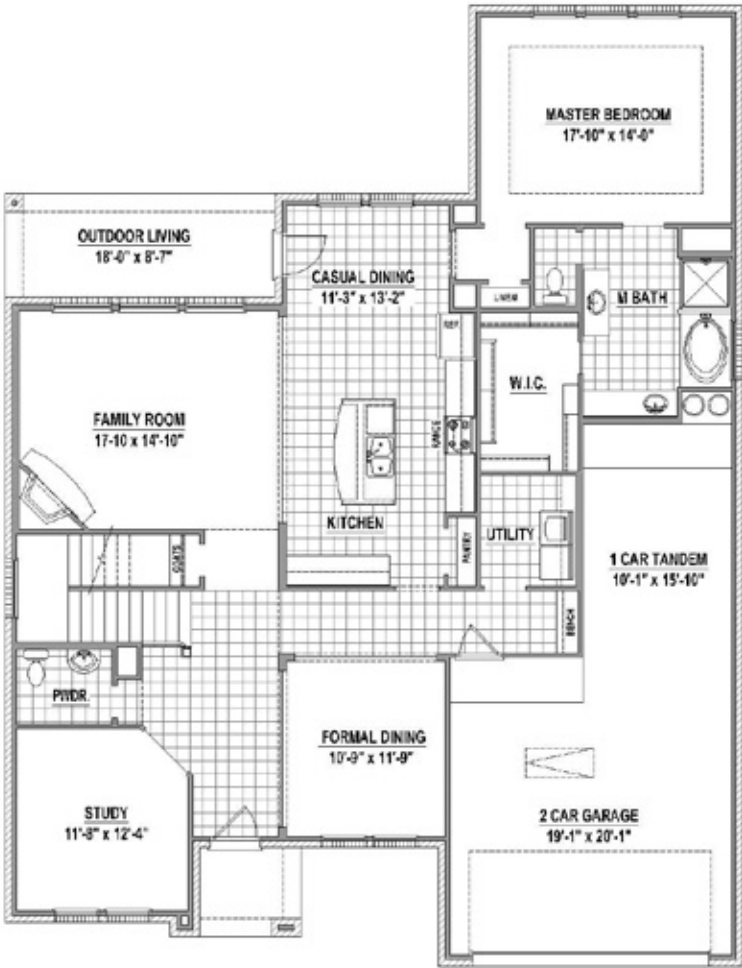 MASTER BEDROOM
17'-10" x 14'-0"
OUTDOOR LIVING
18'-0" x 8'-7"
CASUAL DINING
11'-3" x 13'-2"
LINEN
M BATH
REF
W.I.C.
FAMILY ROOM
17-10 x 14'-10"
RANGE
KITCHEN
UTILITY
PANTRY
COATS
1 CAR TANDEM
10'-1" x 15'-10"
BENCH
PWDR.
FORMAL DINING
10'-9" x 11'-9"
STUDY
11'-8" x 12'-4"
2 CAR GARAGE
19'-1" x 20'-1"